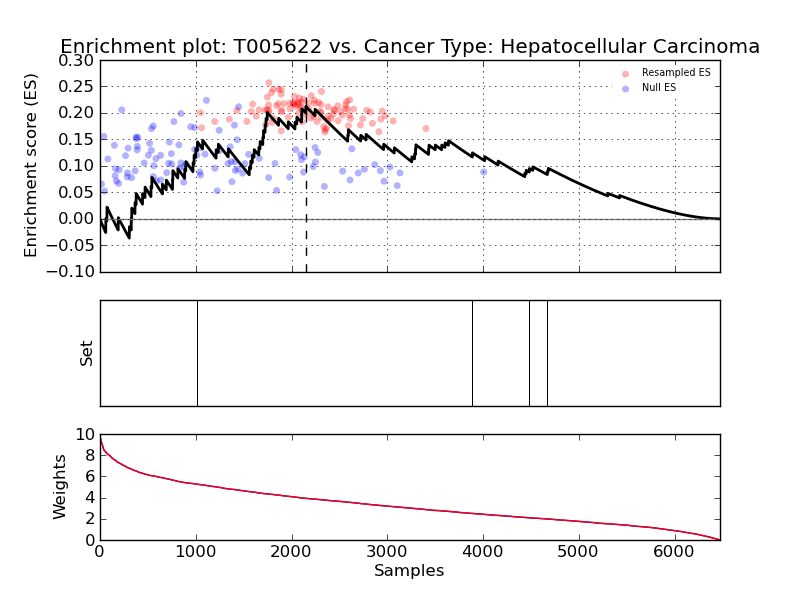 Enrichment plot: T005622 vs. Cancer Type: Hepatocellular Carcinoma
Enrichment score (ES)
0.30
0.25
0.20
0.15
0.10
0.05
0.00
−0.05
−0.10
Resampled ES
Null ES
Set
Weights
10
8
6
4
2
0
0 1000 2000 3000 4000 5000 6000
Samples